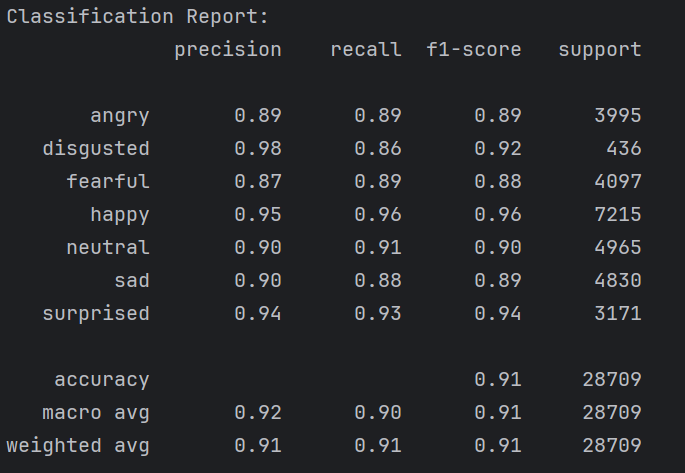 Classification Report:
precision recall f1-score support
angry 0.89 0.89 0.89 3995
disgusted 0.98 0.86 0.92 436
fearful 0.87 0.89 0.88 4097
happy 0.95 0.96 0.96 7215
neutral 0.90 0.91 0.90 4965
sad 0.90 0.88 0.89 4830
surprised 0.94 0.93 0.94 3171
accuracy 0.91 28709
macro avg 0.92 0.90 0.91 28709
weighted avg 0.91 0.91 0.91 28709